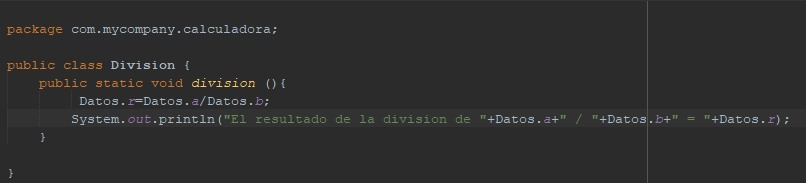 package com.mycompany.calculadora;
public class Division {
public static void division (){
Datos.r=Datos.a/Datos.b;
System.out.println("El resultado de la division de "+Datos.a+" / "+Datos.b+" = "+Datos.r);
}
}